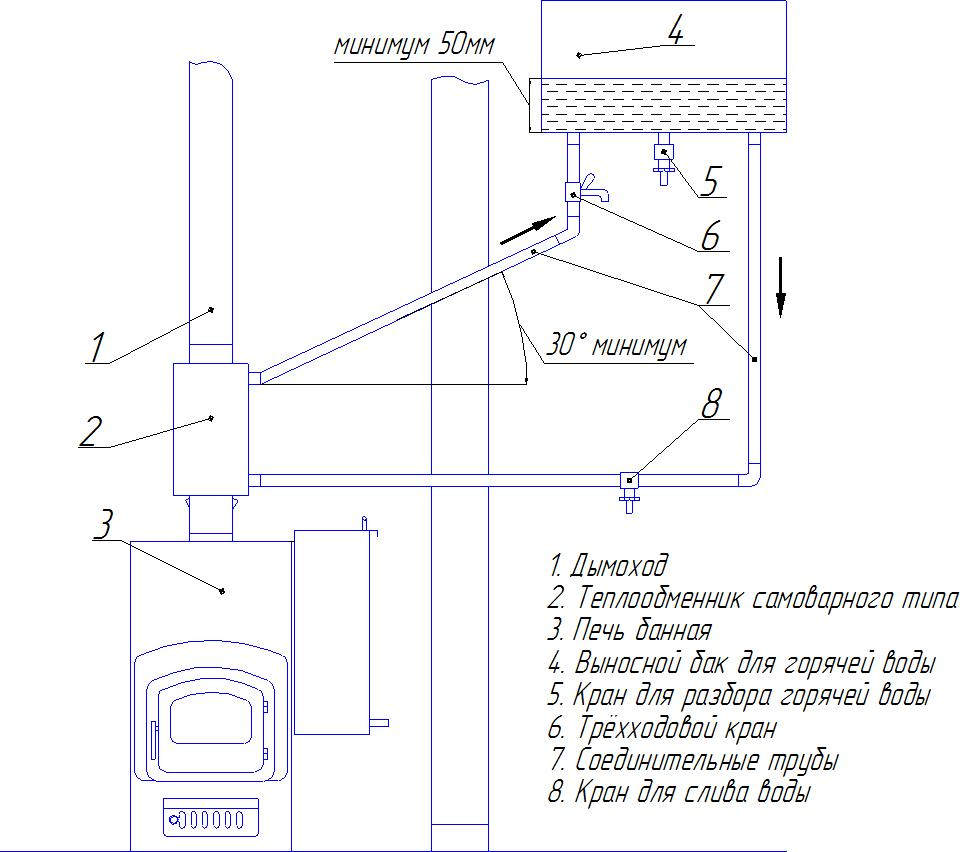 минимум 50мм
4
5
6
7
1
30° минимум
8
2
3
1. Дымоход
2. Теплообменник самоварного типа
3. Печь банная
4. Выносной бак для горячей воды
5. Кран для разбора горячей воды
6. Трёхходовой кран
7. Соединительные трубы
8. Кран для слива воды